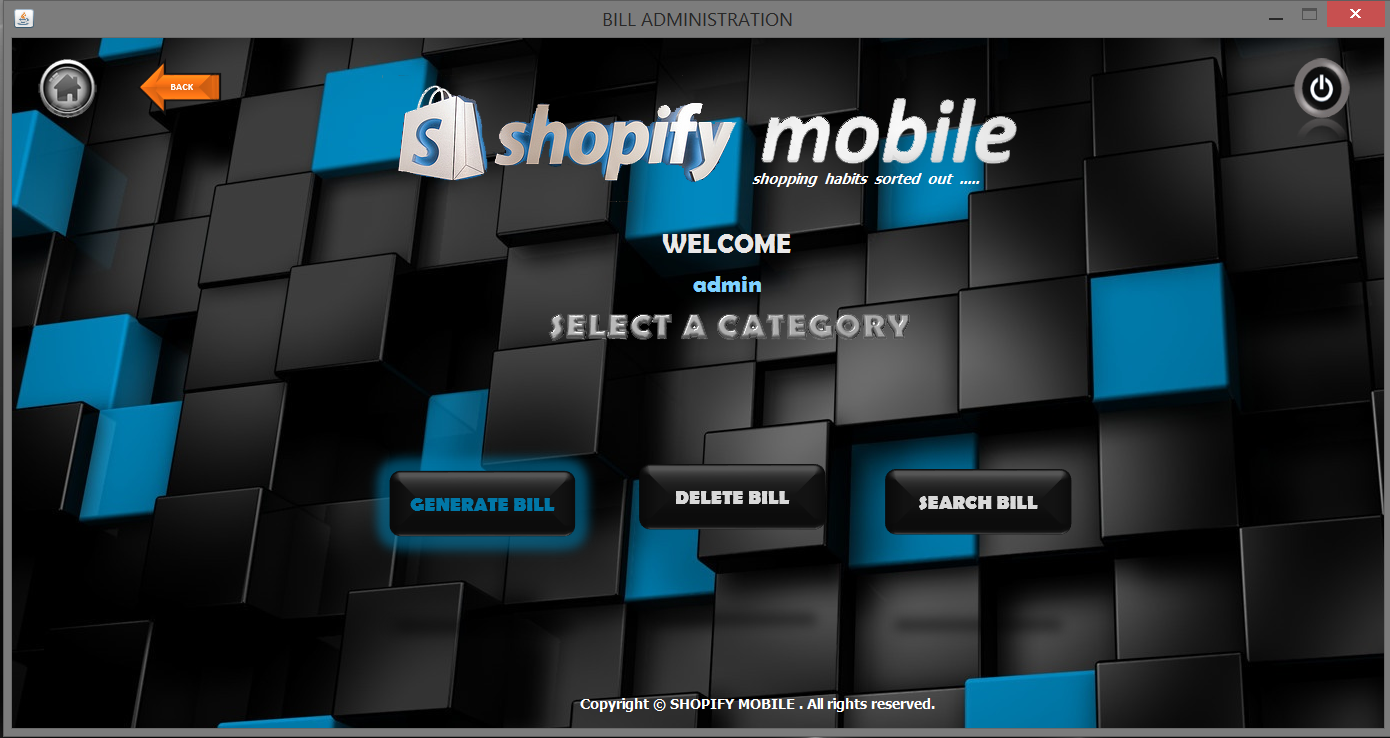 BILL ADMINISTRATION
BACK
S shopify mobile
shopping habits sorted out .....
WELCOME
admin
SELECT A CATEGORY
GENERATE BILL
DELETE BILL
SEARCH BILL
Copyright © SHOPIFY MOBILE . All rights reserved.